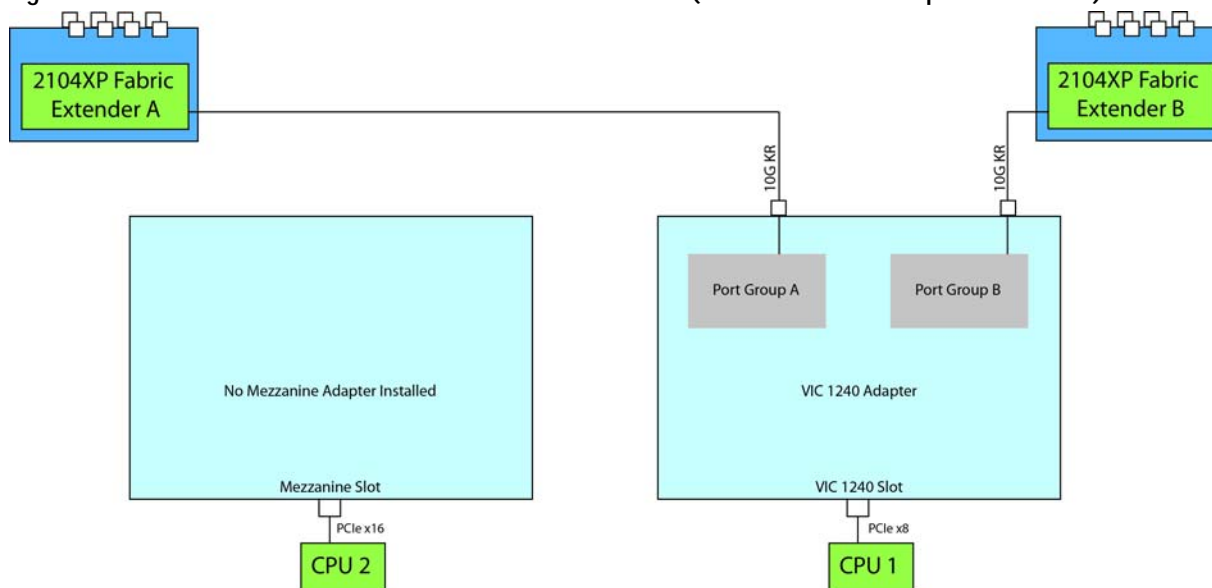 2104XP Fabric
Extender A
2104XP Fabric
Extender B
10G KR
10G KR
Port Group A
Port Group B
No Mezzanine Adapter Installed
VIC 1240 Adapter
Mezzanine Slot
VIC 1240 Slot
PCIe x16
PCIe x8
CPU 2
CPU 1